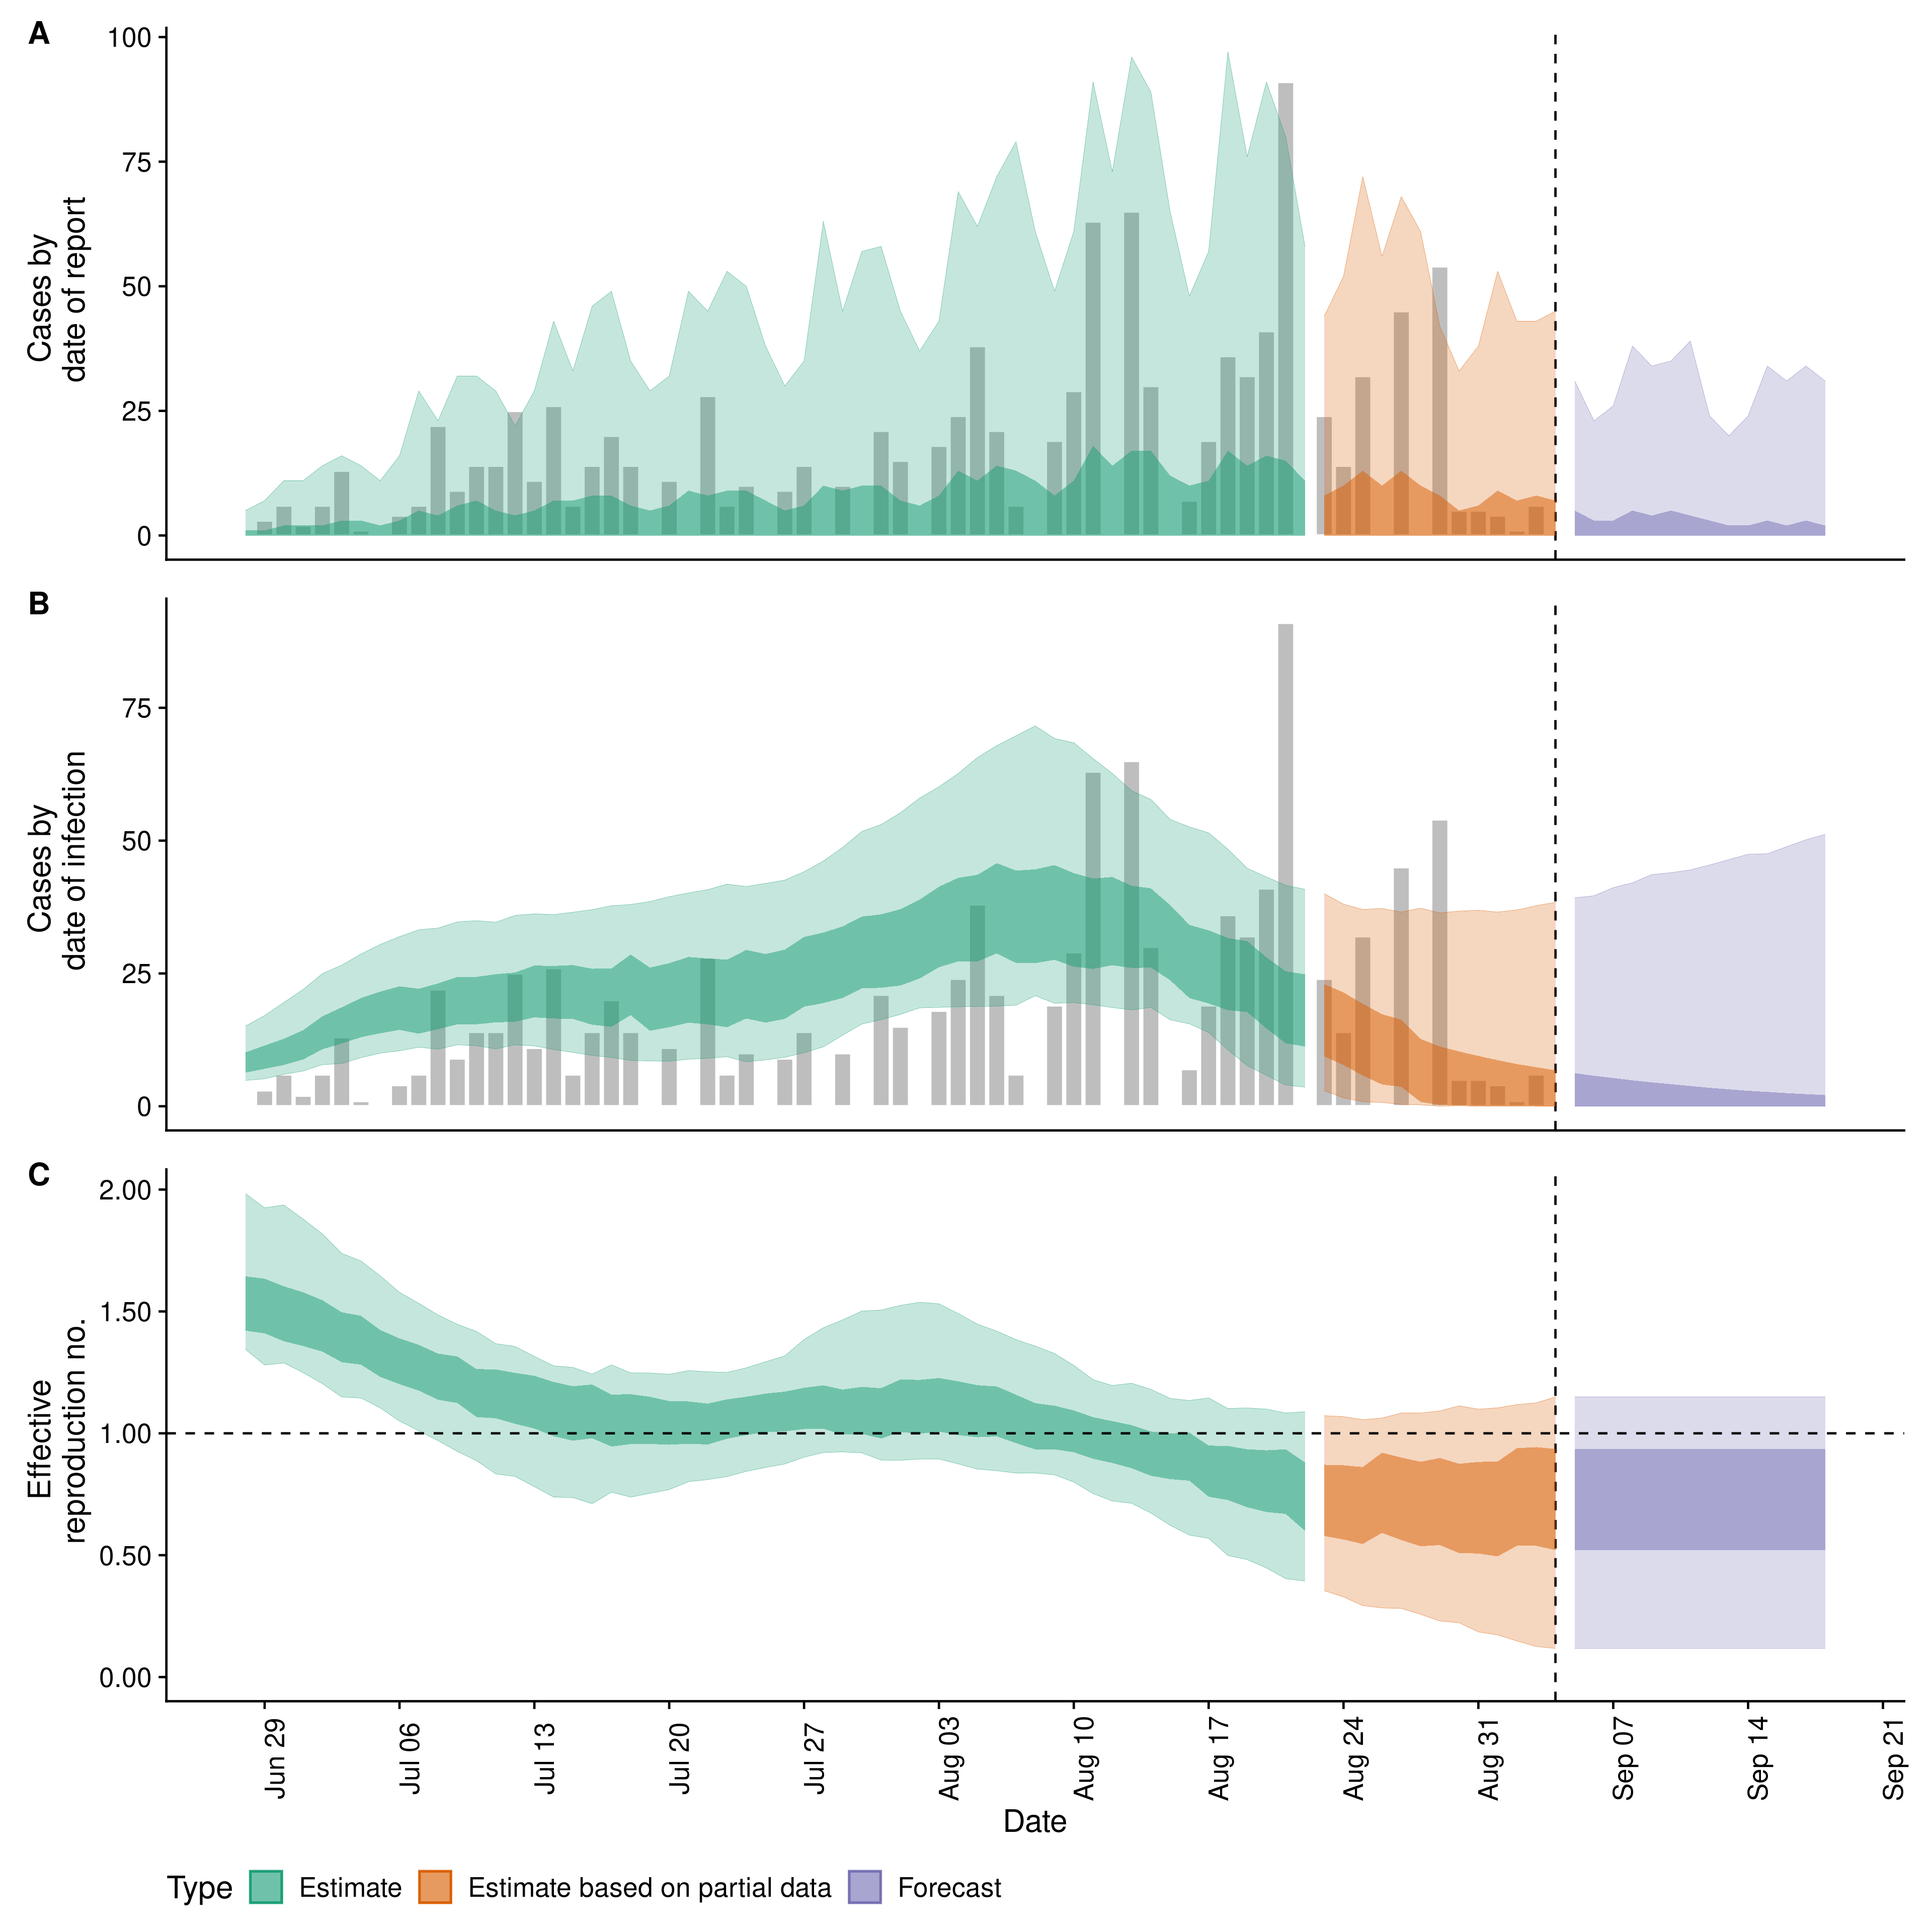 A
Cases by
date of report
100
75
50
25
0
B
Cases by
date of infection
75
50
25
0
C
Effective
reproduction no.
2.00
1.50
1.00
0.50
0.00
Jun 29
Jul 06
Jul 13
Jul 20
Jul 27
Aug 03
Aug 10
Aug 17
Aug 24
Aug 31
Sep 07
Sep 14
Sep 21
Date
Type Estimate Estimate based on partial data Forecast